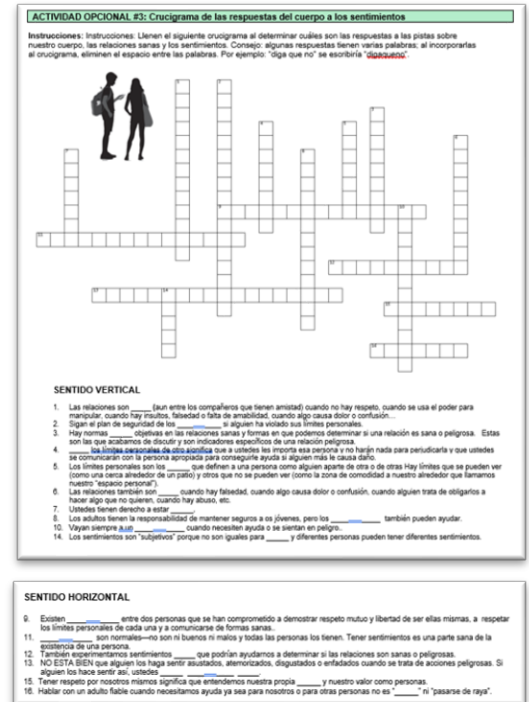 ACTIVIDAD OPCIONAL #3: Crucigrama de las respuestas del cuerpo a los sentimientos
Instrucciones: Instrucciones: Llenen el siguiente crucigrama al determinar cuáles son las respuestas a las pistas sobre
nuestro cuerpo, las relaciones sanas y los sentimientos. Consejo: algunas respuestas tienen varias palabras; al incorporarlas
al crucigrama, eliminen el espacio entre las palabras. Por ejemplo: "diga que no" se escribiría "digaqueno".
SENTIDO VERTICAL
1. Las relaciones son _____ (aun entre los compañeros que tienen amistad) cuando no hay respeto, cuando se usa el poder para
manipular, cuando hay insultos, falsedad o falta de amabilidad, cuando algo causa dolor o confusión…
2. Sigan el plan de seguridad de los _____ _____ si alguien ha violado sus límites personales.
3. Hay normas _____ objetivas en las relaciones sanas y formas en que podemos determinar si una relación es sana o peligrosa. Estas
son las que acabamos de discutir y son indicadores específicos de una relación peligrosa.
4. _____ los límites personales de otro significa que a ustedes les importa esa persona y no harán nada para perjudicarla y que ustedes
se comunicarán con la persona apropiada para conseguirle ayuda si alguien más le causa daño.
5. Los límites personales son los _____ que definen a una persona como alguien aparte de otra o de otras Hay límites que se pueden ver
(como una cerca alrededor de un patio) y otros que no se pueden ver (como la zona de comodidad a nuestro alrededor que llamamos
nuestro "espacio personal").
6. Las relaciones también son _____ cuando hay falsedad, cuando algo causa dolor o confusión, cuando alguien trata de obligarlos a
hacer algo que no quieren, cuando hay abuso, etc.
7. Ustedes tienen derecho a estar _____.
8. Los adultos tienen la responsabilidad de mantener seguros a os jóvenes, pero los _____ _____ también pueden ayudar.
10. Vayan siempre a un _____ _____ cuando necesiten ayuda o se sientan en peligro..
14. Los sentimientos son "subjetivos" porque no son iguales para _____ y diferentes personas pueden tener diferentes sentimientos.
SENTIDO HORIZONTAL
9. Existen _____ _____ entre dos personas que se han comprometido a demostrar respeto mutuo y libertad de ser ellas mismas, a respetar
los límites personales de cada una y a comunicarse de formas sanas..
11. _____ _____ son normales—no son ni buenos ni malos y todas las personas los tienen. Tener sentimientos es una parte sana de la
existencia de una persona.
12. También experimentamos sentimientos _____ que podrían ayudarnos a determinar si las relaciones son sanas o peligrosas.
13. NO ESTA BIEN que alguien los haga sentir asustados, atemorizados, disgustados o enfadados cuando se trata de acciones peligrosas. Si
alguien los hace sentir así, ustedes _____ _____ _____ _____.
15. Tener respeto por nosotros mismos significa que entendemos nuestra propia _____ y nuestro valor como personas.
16. Hablar con un adulto fiable cuando necesitamos ayuda ya sea para nosotros o para otras personas no es "_____" ni "pasarse de raya".